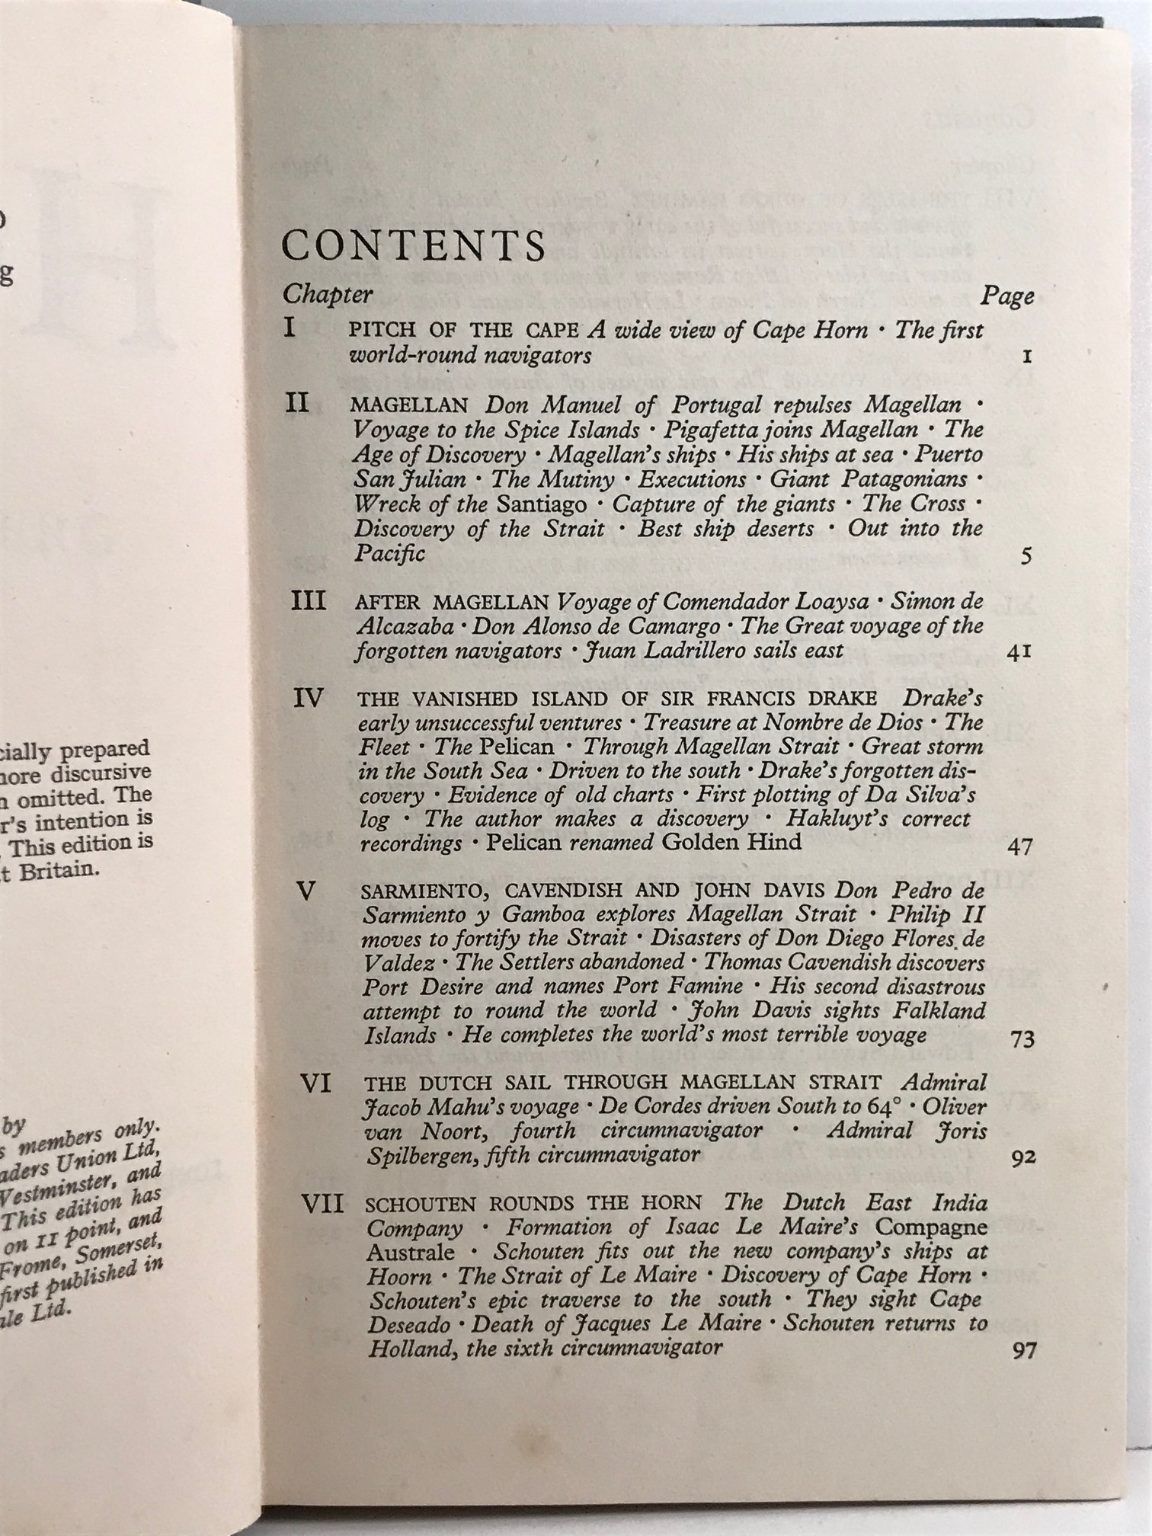 g
cially prepared
more discursive
n omitted. The
r's intention is
. This edition is
t Britain.
by
s members only.
aders Union Ltd,
Westminster, and
This edition has
on 11 point, and
Frome, Somerset,
first published in
ale Ltd.
CONTENTS
Chapter Page
I PITCH OF THE CAPE A wide view of Cape Horn · The first
world-round navigators 1
II MAGELLAN Don Manuel of Portugal repulses Magellan ·
Voyage to the Spice Islands · Pigafetta joins Magellan · The
Age of Discovery · Magellan's ships · His ships at sea · Puerto
San Julian · The Mutiny · Executions · Giant Patagonians ·
Wreck of the Santiago · Capture of the giants · The Cross ·
Discovery of the Strait · Best ship deserts · Out into the
Pacific 5
III AFTER MAGELLAN Voyage of Comendador Loaysa · Simon de
Alcazaba · Don Alonso de Camargo · The Great voyage of the
forgotten navigators · Juan Ladrillero sails east 41
IV THE VANISHED ISLAND OF SIR FRANCIS DRAKE Drake's
early unsuccessful ventures · Treasure at Nombre de Dios · The
Fleet · The Pelican · Through Magellan Strait · Great storm
in the South Sea · Driven to the south · Drake's forgotten dis-
covery · Evidence of old charts · First plotting of Da Silva's
log · The author makes a discovery · Hakluyt's correct
recordings · Pelican renamed Golden Hind 47
V SARMIENTO, CAVENDISH AND JOHN DAVIS Don Pedro de
Sarmiento y Gamboa explores Magellan Strait · Philip II
moves to fortify the Strait · Disasters of Don Diego Flores de
Valdez · The Settlers abandoned · Thomas Cavendish discovers
Port Desire and names Port Famine · His second disastrous
attempt to round the world · John Davis sights Falkland
Islands · He completes the world's most terrible voyage 73
VI THE DUTCH SAIL THROUGH MAGELLAN STRAIT Admiral
Jacob Mahu's voyage · De Cordes driven South to 64° · Oliver
van Noort, fourth circumnavigator · Admiral Joris
Spilbergen, fifth circumnavigator 92
VII SCHOUTEN ROUNDS THE HORN The Dutch East India
Company · Formation of Isaac Le Maire's Compagne
Australe · Schouten fits out the new company's ships at
Hoorn · The Strait of Le Maire · Discovery of Cape Horn ·
Schouten's epic traverse to the south · They sight Cape
Deseado · Death of Jacques Le Maire · Schouten returns to
Holland, the sixth circumnavigator 97